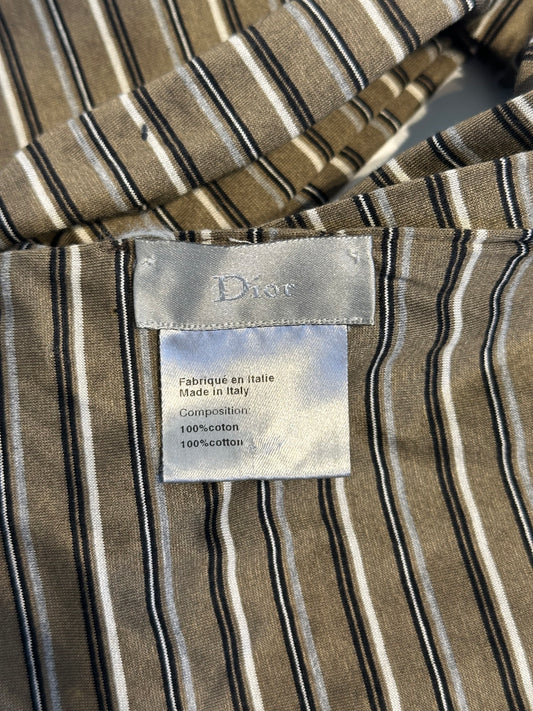 Dior
Fabriqué en Italie
Made in Italy
Composition:
100%coton
100%cotton